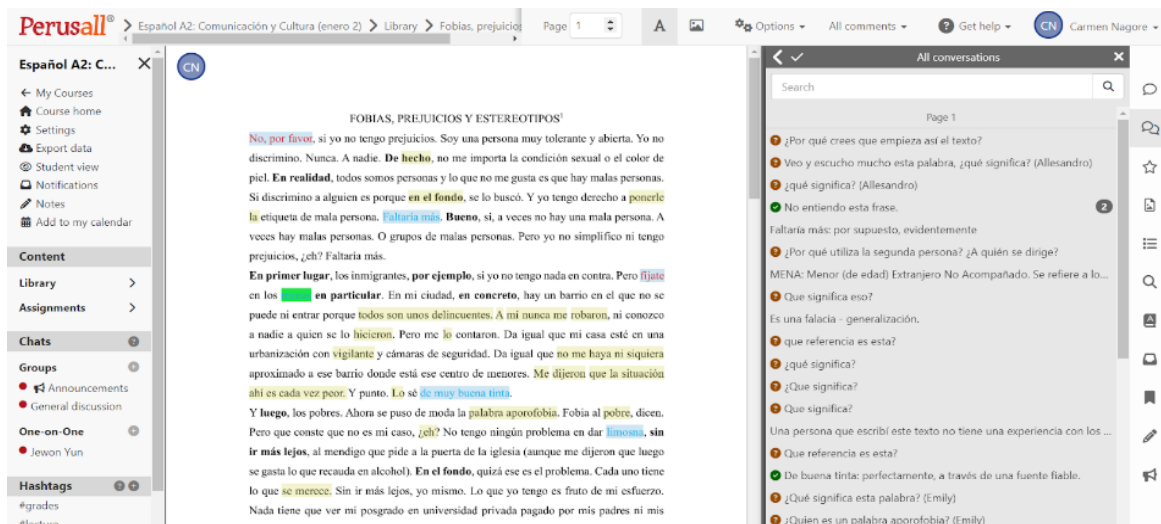 Perusall®
Español A2: Comunicación y Cultura (enero 2) > Library > Fobias, prejuicios
Page 1
A
Options
All comments
Get help
CN
Carmen Nagore
Español A2: C...
My Courses
Course home
Settings
Export data
Student view
Notifications
Notes
Add to my calendar
Content
Library
Assignments
Chats
Groups
Announcements
General discussion
One-on-One
Jewon Yun
Hashtags
#grades
CN
FOBIAS, PREJUICIOS Y ESTEREOTIPOS¹
No, por favor, si yo no tengo prejuicios. Soy una persona muy tolerante y abierta. Yo no
discrimino. Nunca. A nadie. De hecho, no me importa la condición sexual o el color de
piel. En realidad, todos somos personas y lo que no me gusta es que hay malas personas.
Si discrimino a alguien es porque en el fondo, se lo buscó. Y yo tengo derecho a ponerle
la etiqueta de mala persona. Faltaría más. Bueno, si, a veces no hay una mala persona. A
veces hay malas personas. O grupos de malas personas. Pero yo no simplifico ni tengo
prejuicios, ¿eh? Faltaría más.
En primer lugar, los inmigrantes, por ejemplo, si yo no tengo nada en contra. Pero fíjate
en los en particular. En mi ciudad, en concreto, hay un barrio en el que no se
puede ni entrar porque todos son unos delincuentes. A mí nunca me robaron, ni conozco
a nadie a quien se lo hicieron. Pero me lo contaron. Da igual que mi casa esté en una
urbanización con vigilante y cámaras de seguridad. Da igual que no me haya ni siquiera
aproximado a ese barrio donde está ese centro de menores. Me dijeron que la situación
ahí es cada vez peor. Y punto. Lo sé de muy buena tinta.
Y luego, los pobres. Ahora se puso de moda la palabra aporofobia. Fobia al pobre, dicen.
Pero que conste que no es mi caso, ¿eh? No tengo ningún problema en dar limosna, sin
ir más lejos, al mendigo que pide a la puerta de la iglesia (aunque me dijeron que luego
se gasta lo que recauda en alcohol). En el fondo, quizá ese es el problema. Cada uno tiene
lo que se merece. Sin ir más lejos, yo mismo. Lo que yo tengo es fruto de mi esfuerzo.
Nada tiene que ver mi posgrado en universidad privada pagado por mis padres ni mis
All conversations
Search
Page 1
¿Por qué crees que empieza así el texto?
Veo y escucho mucho esta palabra, ¿qué significa? (Allesandro)
¿qué significa? (Allesandro)
No entiendo esta frase. 2
Faltaría más: por supuesto, evidentemente
¿Por qué utiliza la segunda persona? ¿A quién se dirige?
MENA: Menor (de edad) Extranjero No Acompañado. Se refiere a lo...
Que significa eso?
Es una falacia - generalización.
que referencia es esta?
¿qué significa?
¿Que significa?
Que significa?
Una persona que escribí este texto no tiene una experiencia con los ...
Que referencia es esta?
De buena tinta: perfectamente, a través de una fuente fiable.
¿Qué significa esta palabra? (Emily)
¿Quien es un palabra aporofobia? (Emily)